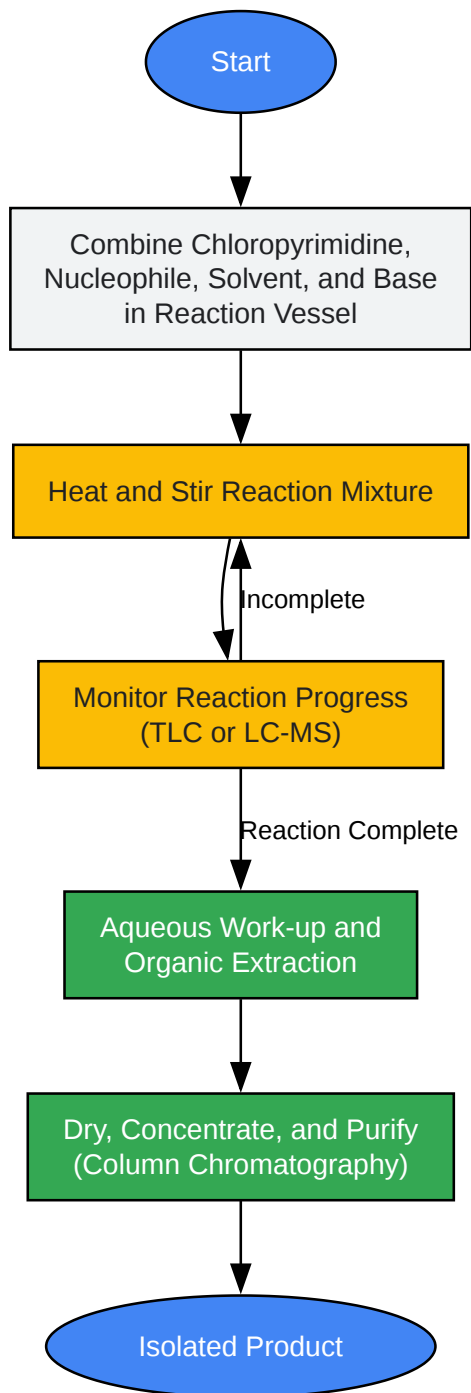 Start
Combine Chloropyrimidine,
Nucleophile, Solvent, and Base
in Reaction Vessel
Heat and Stir Reaction Mixture
Incomplete
Monitor Reaction Progress
(TLC or LC-MS)
Reaction Complete
Aqueous Work-up and
Organic Extraction
Dry, Concentrate, and Purify
(Column Chromatography)
Isolated Product